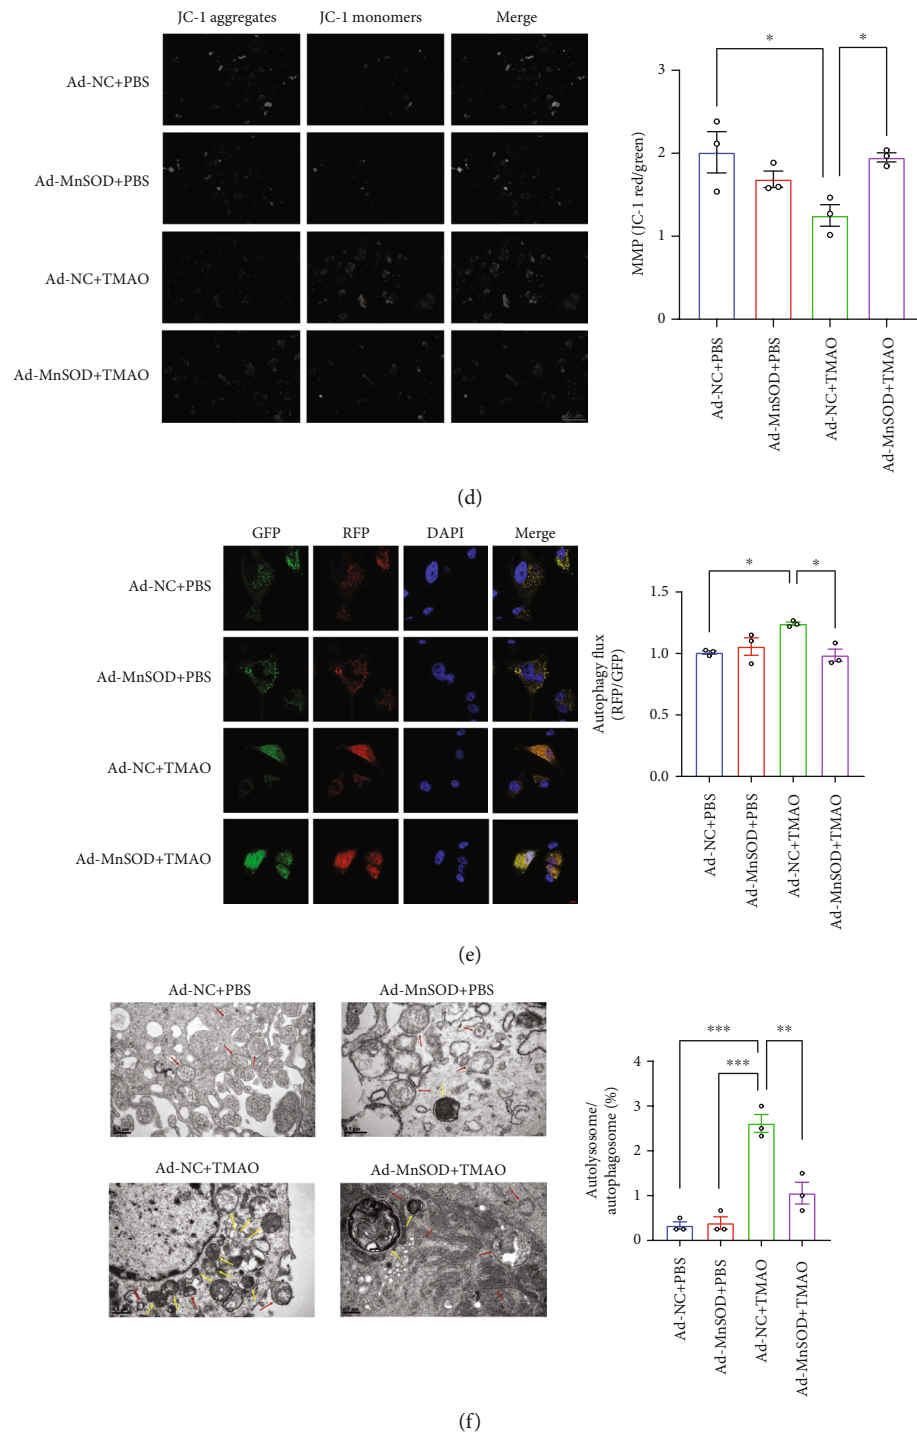 JC-1 aggregates JC-1 monomers Merge
Ad-NC+PBS
Ad-MnSOD+PBS
Ad-NC+TMAO
Ad-MnSOD+TMAO
* *
3
2
1
0
MMP (JC-1 red/green)
Ad-NC+PBS
Ad-MnSOD+PBS
Ad-NC+TMAO
Ad-MnSOD+TMAO
(d)
GFP RFP DAPI Merge
Ad-NC+PBS
Ad-MnSOD+PBS
Ad-NC+TMAO
Ad-MnSOD+TMAO
* *
1.5
1.0
0.5
0.0
Autophagy flux
(RFP/GFP)
Ad-NC+PBS
Ad-MnSOD+PBS
Ad-NC+TMAO
Ad-MnSOD+TMAO
(e)
Ad-NC+PBS Ad-MnSOD+PBS
Ad-NC+TMAO Ad-MnSOD+TMAO
*** **
***
4
3
2
1
0
Autolysosome/
autophagosome (%)
Ad-NC+PBS
Ad-MnSOD+PBS
Ad-NC+TMAO
Ad-MnSOD+TMAO
(f)